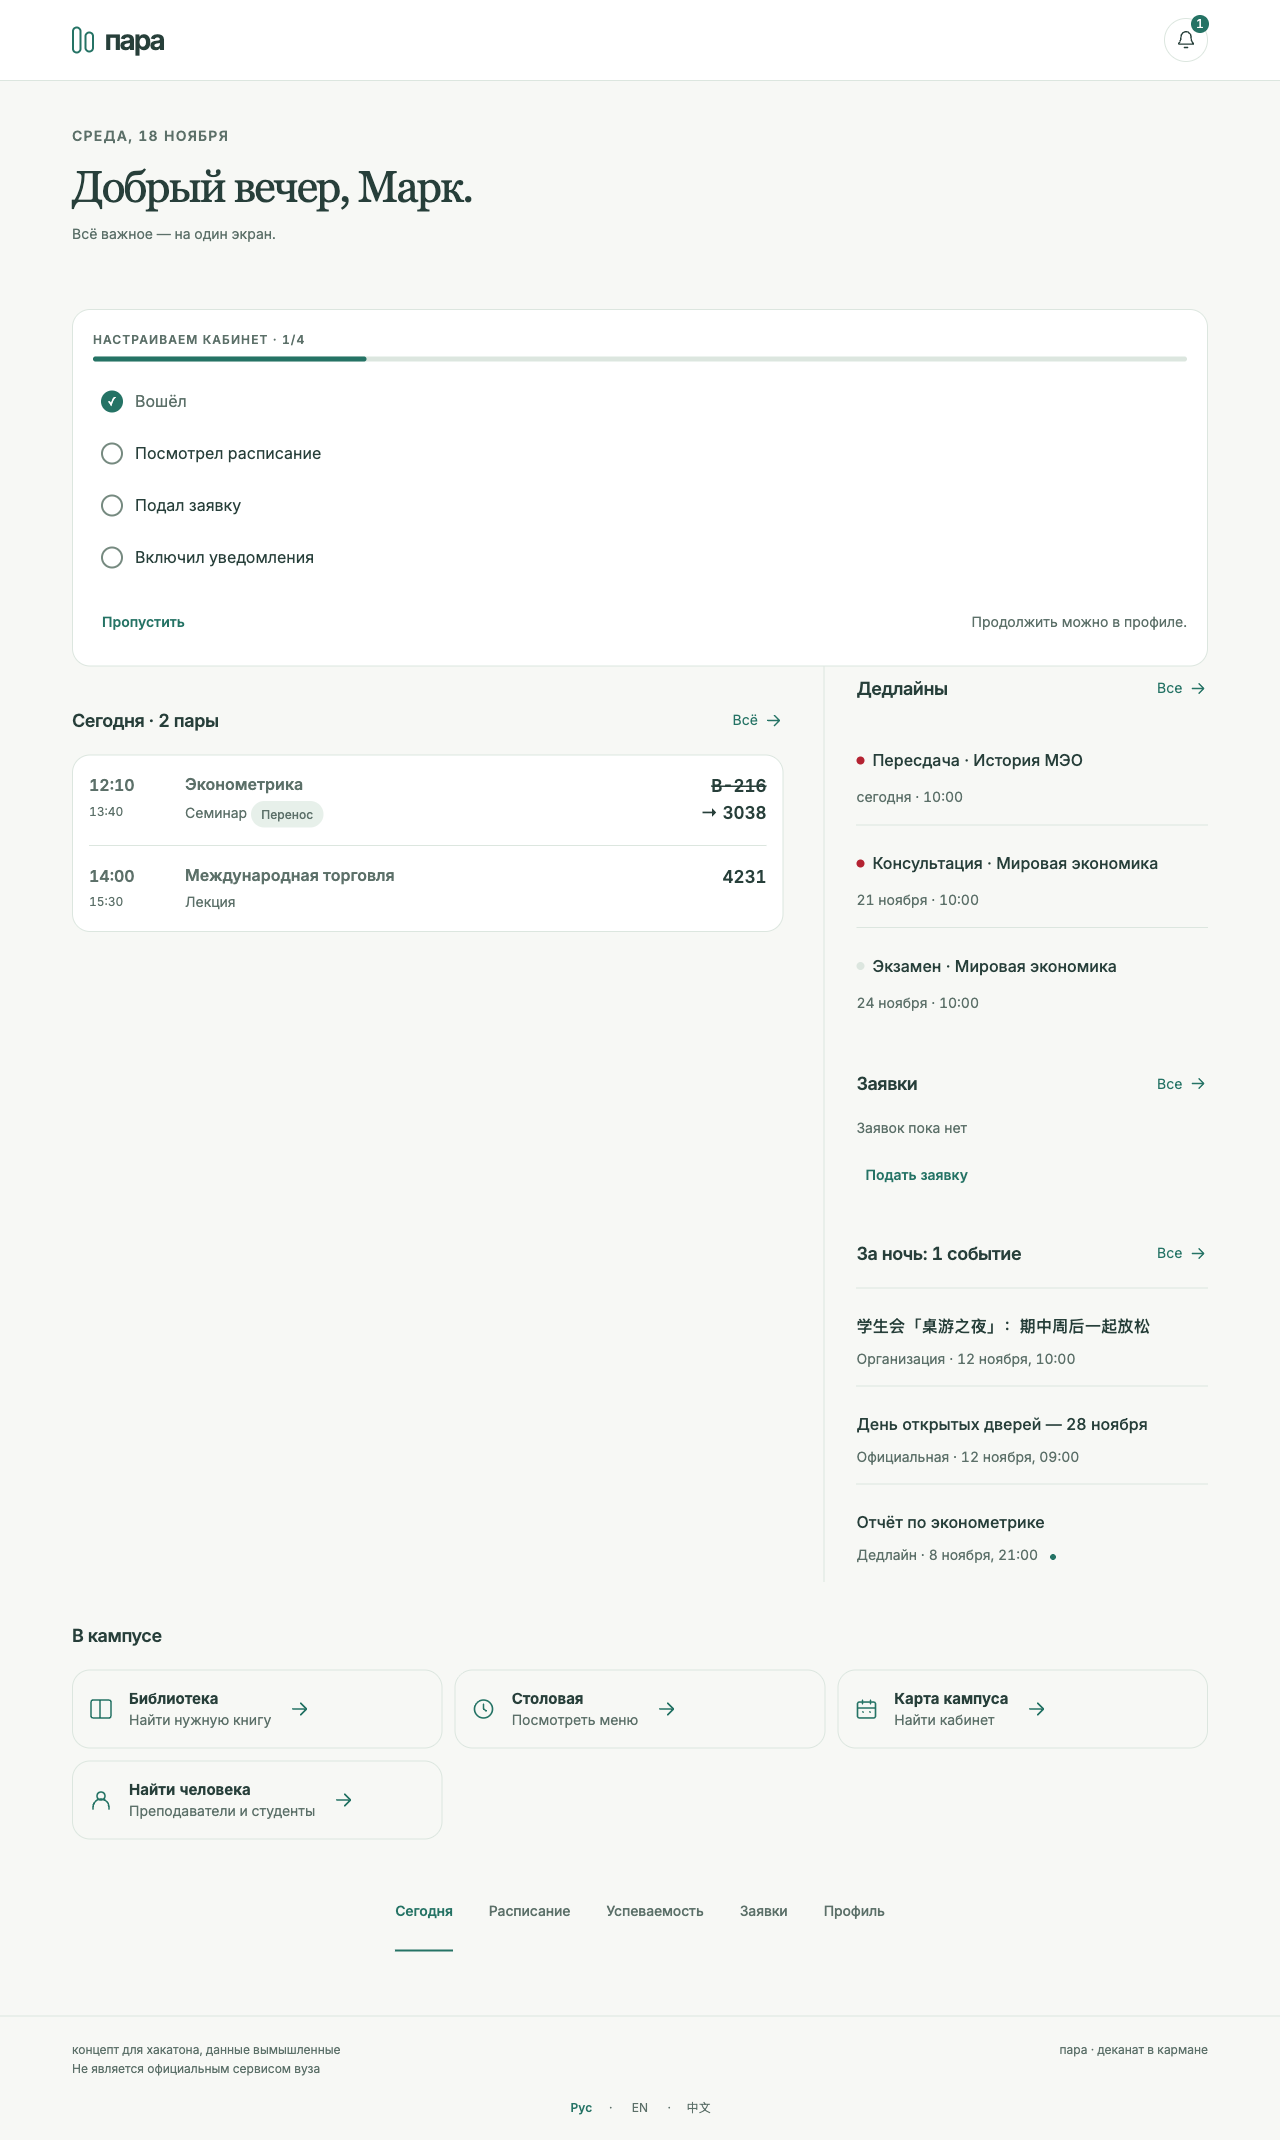 пара
1
СРЕДА, 18 НОЯБРЯ
Добрый вечер, Марк.
Всё важное — на один экран.
НАСТРАИВАЕМ КАБИНЕТ · 1/4
Вошёл
Посмотрел расписание
Подал заявку
Включил уведомления
Пропустить
Продолжить можно в профиле.
Сегодня · 2 пары
Всё →
12:10 Эконометрика B-216
13:40 Семинар Перенос → 3038
14:00 Международная торговля 4231
15:30 Лекция
Дедлайны
Все →
Пересдача · История МЭО
сегодня · 10:00
Консультация · Мировая экономика
21 ноября · 10:00
Экзамен · Мировая экономика
24 ноября · 10:00
Заявки
Все →
Заявок пока нет
Подать заявку
За ночь: 1 событие
Все →
学生会「桌游之夜」：期中周后一起放松
Организация · 12 ноября, 10:00
День открытых дверей — 28 ноября
Официальная · 12 ноября, 09:00
Отчёт по эконометрике
Дедлайн · 8 ноября, 21:00
В кампусе
Библиотека
Найти нужную книгу
→
Столовая
Посмотреть меню
→
Карта кампуса
Найти кабинет
→
Найти человека
Преподаватели и студенты
→
Сегодня Расписание Успеваемость Заявки Профиль
концепт для хакатона, данные вымышленные
Не является официальным сервисом вуза
пара · деканат в кармане
Рус · EN · 中文